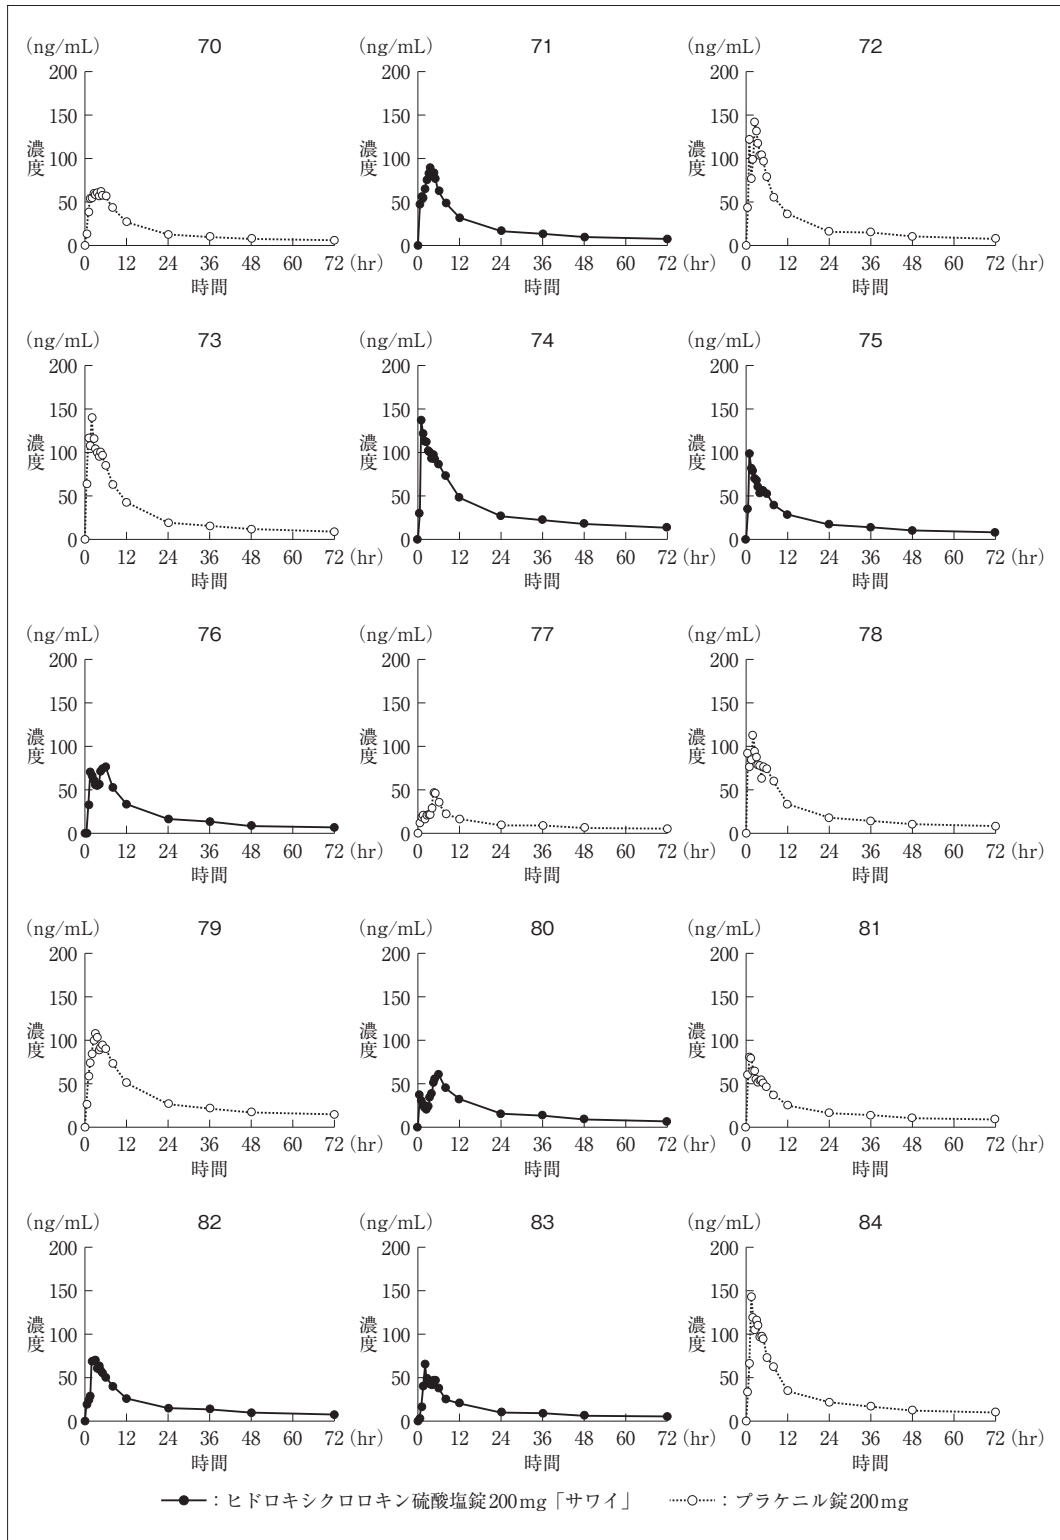 (ng/mL) 70 (ng/mL) 71 (ng/mL) 72
200 200 200
150 150 150
濃度 100 濃度 100 濃度 100
50 50 50
0 0 0
0 12 24 36 48 60 72 (hr) 0 12 24 36 48 60 72 (hr) 0 12 24 36 48 60 72 (hr)
時間 時間 時間
(ng/mL) 73 (ng/mL) 74 (ng/mL) 75
200 200 200
150 150 150
濃度 100 濃度 100 濃度 100
50 50 50
0 0 0
0 12 24 36 48 60 72 (hr) 0 12 24 36 48 60 72 (hr) 0 12 24 36 48 60 72 (hr)
時間 時間 時間
(ng/mL) 76 (ng/mL) 77 (ng/mL) 78
200 200 200
150 150 150
濃度 100 濃度 100 濃度 100
50 50 50
0 0 0
0 12 24 36 48 60 72 (hr) 0 12 24 36 48 60 72 (hr) 0 12 24 36 48 60 72 (hr)
時間 時間 時間
(ng/mL) 79 (ng/mL) 80 (ng/mL) 81
200 200 200
150 150 150
濃度 100 濃度 100 濃度 100
50 50 50
0 0 0
0 12 24 36 48 60 72 (hr) 0 12 24 36 48 60 72 (hr) 0 12 24 36 48 60 72 (hr)
時間 時間 時間
(ng/mL) 82 (ng/mL) 83 (ng/mL) 84
200 200 200
150 150 150
濃度 100 濃度 100 濃度 100
50 50 50
0 0 0
0 12 24 36 48 60 72 (hr) 0 12 24 36 48 60 72 (hr) 0 12 24 36 48 60 72 (hr)
時間 時間 時間
：ヒドロキシクロロキン硫酸塩錠200mg「サワイ」 ：プラケニル錠200mg